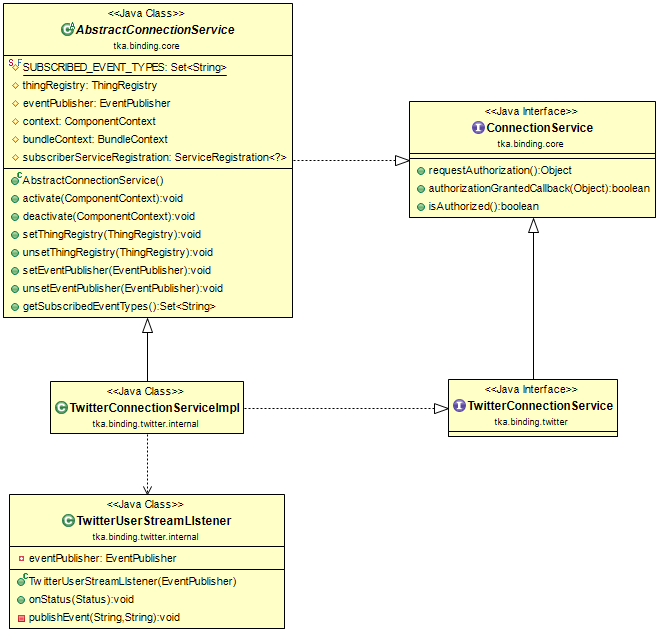 <<Java Class>>
AbstractConnectionService
tka.binding.core
SUBSCRIBED_EVENT_TYPES: Set<String>
thingRegistry: ThingRegistry
eventPublisher: EventPublisher
context: ComponentContext
bundleContext: BundleContext
subscriberServiceRegistration: ServiceRegistration<?>
AbstractConnectionService()
activate(ComponentContext):void
deactivate(ComponentContext):void
setThingRegistry(ThingRegistry):void
unsetThingRegistry(ThingRegistry):void
setEventPublisher(EventPublisher):void
unsetEventPublisher(EventPublisher):void
getSubscribedEventTypes():Set<String>
<<Java Interface>>
ConnectionService
tka.binding.core
requestAuthorization():Object
authorizationGrantedCallback(Object):boolean
isAuthorized():boolean
<<Java Class>>
TwitterConnectionServiceImpl
tka.binding.twitter.internal
<<Java Interface>>
TwitterConnectionService
tka.binding.twitter
<<Java Class>>
TwitterUserStreamLIstener
tka.binding.twitter.internal
eventPublisher: EventPublisher
TwitterUserStreamLIstener(EventPublisher)
onStatus(Status):void
publishEvent(String,String):void